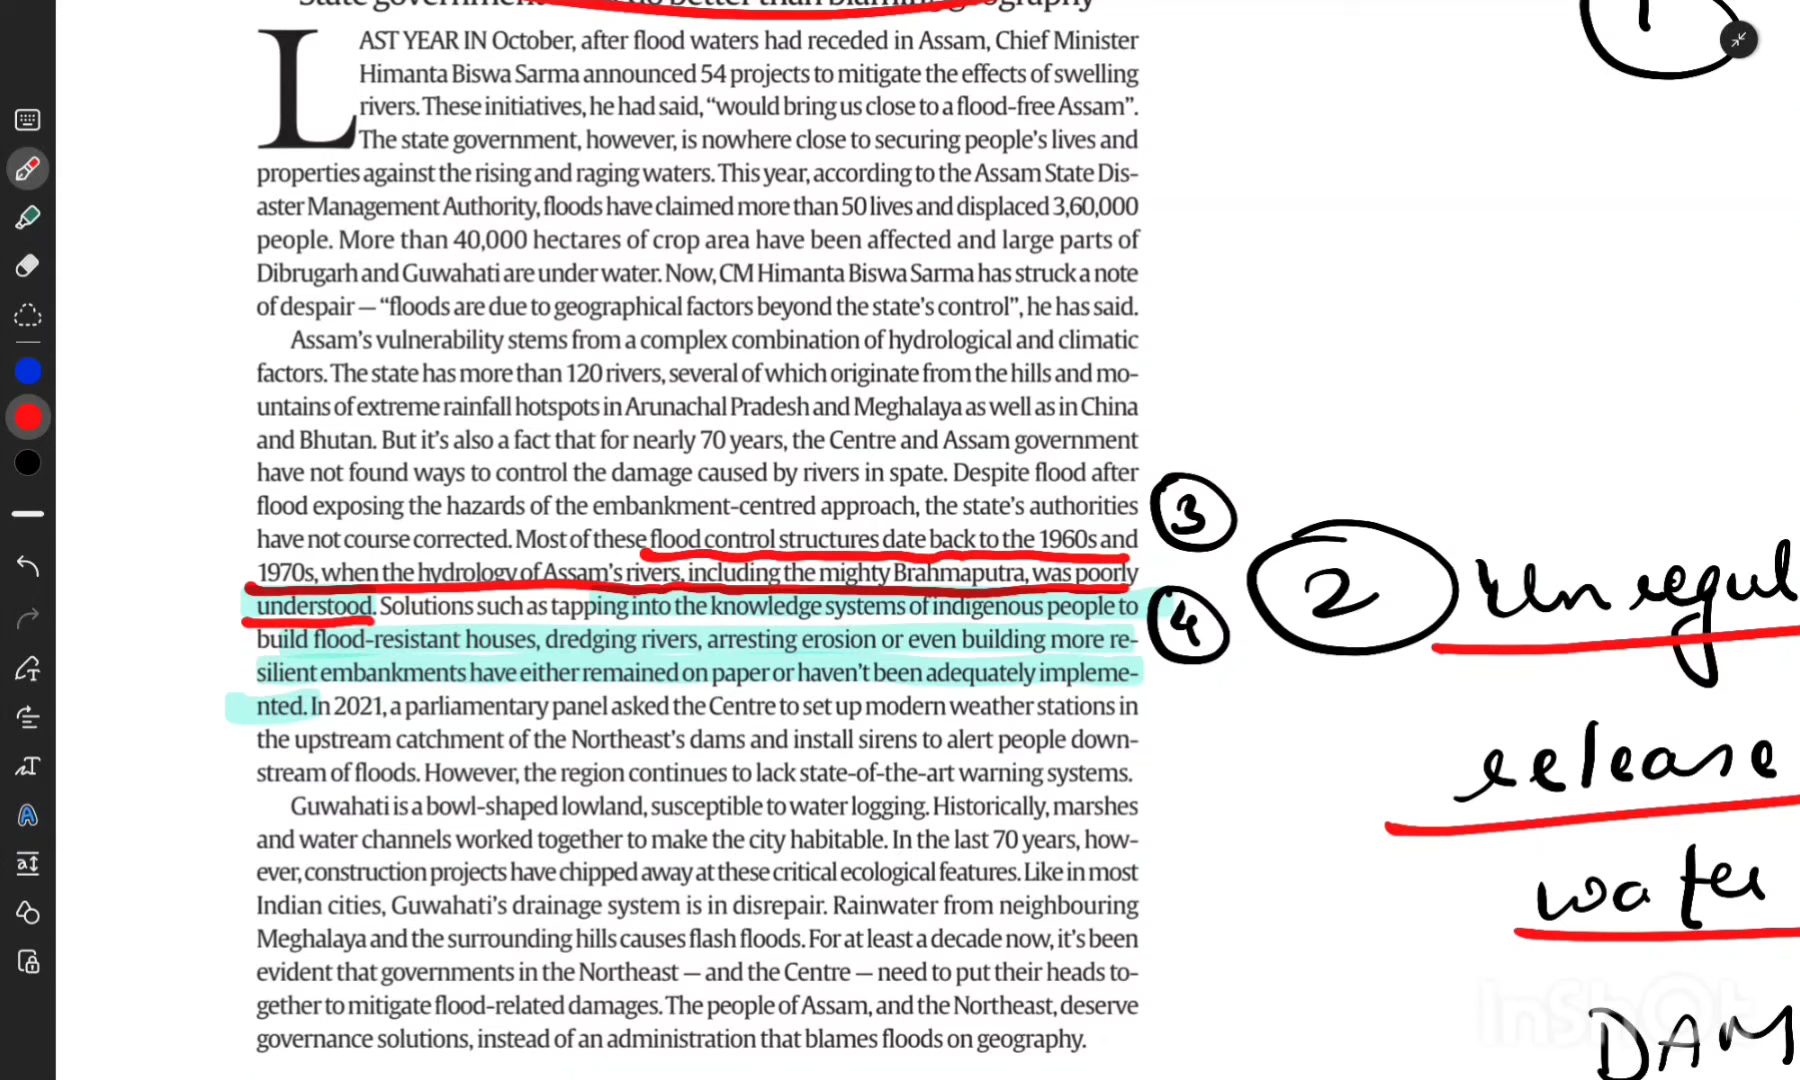 State government do better than blaming geography
LAST YEAR IN October, after flood waters had receded in Assam, Chief Minister
Himanta Biswa Sarma announced 54 projects to mitigate the effects of swelling
rivers. These initiatives, he had said, “would bring us close to a flood-free Assam”.
The state government, however, is nowhere close to securing people’s lives and
properties against the rising and raging waters. This year, according to the Assam State Dis-
aster Management Authority, floods have claimed more than 50 lives and displaced 3,60,000
people. More than 40,000 hectares of crop area have been affected and large parts of
Dibrugarh and Guwahati are under water. Now, CM Himanta Biswa Sarma has struck a note
of despair — “floods are due to geographical factors beyond the state’s control”, he has said.
Assam’s vulnerability stems from a complex combination of hydrological and climatic
factors. The state has more than 120 rivers, several of which originate from the hills and mo-
untains of extreme rainfall hotspots in Arunachal Pradesh and Meghalaya as well as in China
and Bhutan. But it’s also a fact that for nearly 70 years, the Centre and Assam government
have not found ways to control the damage caused by rivers in spate. Despite flood after
flood exposing the hazards of the embankment-centred approach, the state’s authorities
have not course corrected. Most of these flood control structures date back to the 1960s and
1970s, when the hydrology of Assam’s rivers, including the mighty Brahmaputra, was poorly
understood. Solutions such as tapping into the knowledge systems of indigenous people to
build flood-resistant houses, dredging rivers, arresting erosion or even building more re-
silient embankments have either remained on paper or haven’t been adequately impleme-
nted. In 2021, a parliamentary panel asked the Centre to set up modern weather stations in
the upstream catchment of the Northeast’s dams and install sirens to alert people down-
stream of floods. However, the region continues to lack state-of-the-art warning systems.
Guwahati is a bowl-shaped lowland, susceptible to water logging. Historically, marshes
and water channels worked together to make the city habitable. In the last 70 years, how-
ever, construction projects have chipped away at these critical ecological features. Like in most
Indian cities, Guwahati’s drainage system is in disrepair. Rainwater from neighbouring
Meghalaya and the surrounding hills causes flash floods. For at least a decade now, it’s been
evident that governments in the Northeast — and the Centre — need to put their heads to-
gether to mitigate flood-related damages. The people of Assam, and the Northeast, deserve
governance solutions, instead of an administration that blames floods on geography.
1
3
4
2 Un regul
release
water
DAM
InShot